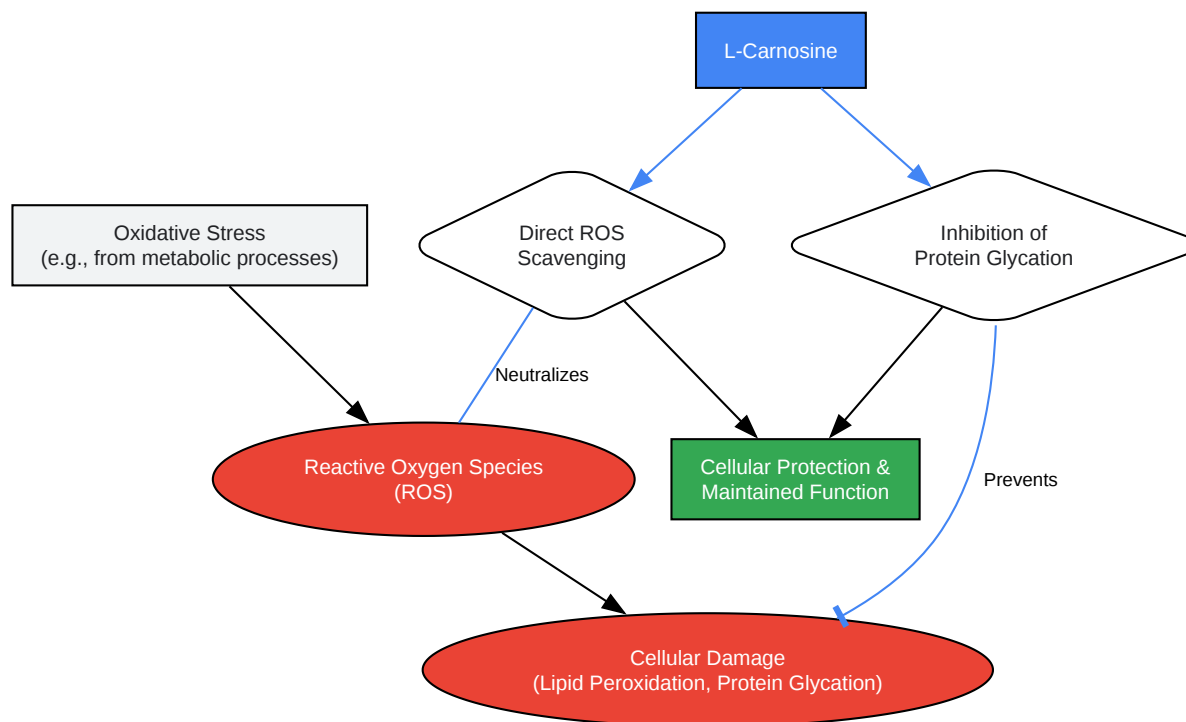 L-Carnosine
Oxidative Stress
(e.g., from metabolic processes)
Direct ROS
Scavenging
Inhibition of
Protein Glycation
Neutralizes
Reactive Oxygen Species
(ROS)
Cellular Protection &
Maintained Function
Prevents
Cellular Damage
(Lipid Peroxidation, Protein Glycation)